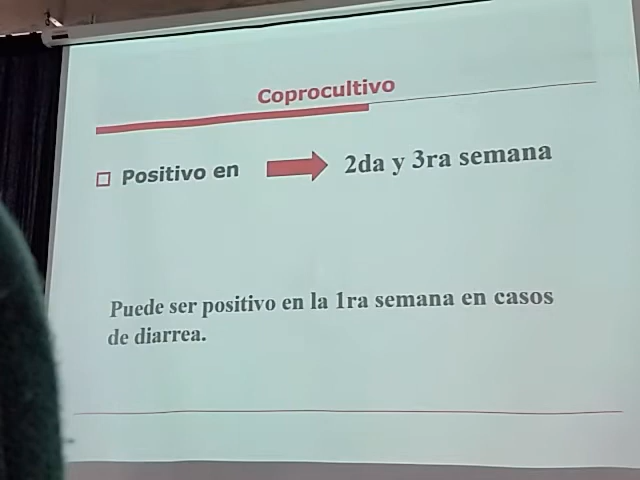 Coprocultivo
Positivo en 2da y 3ra semana
Puede ser positivo en la 1ra semana en casos
de diarrea.